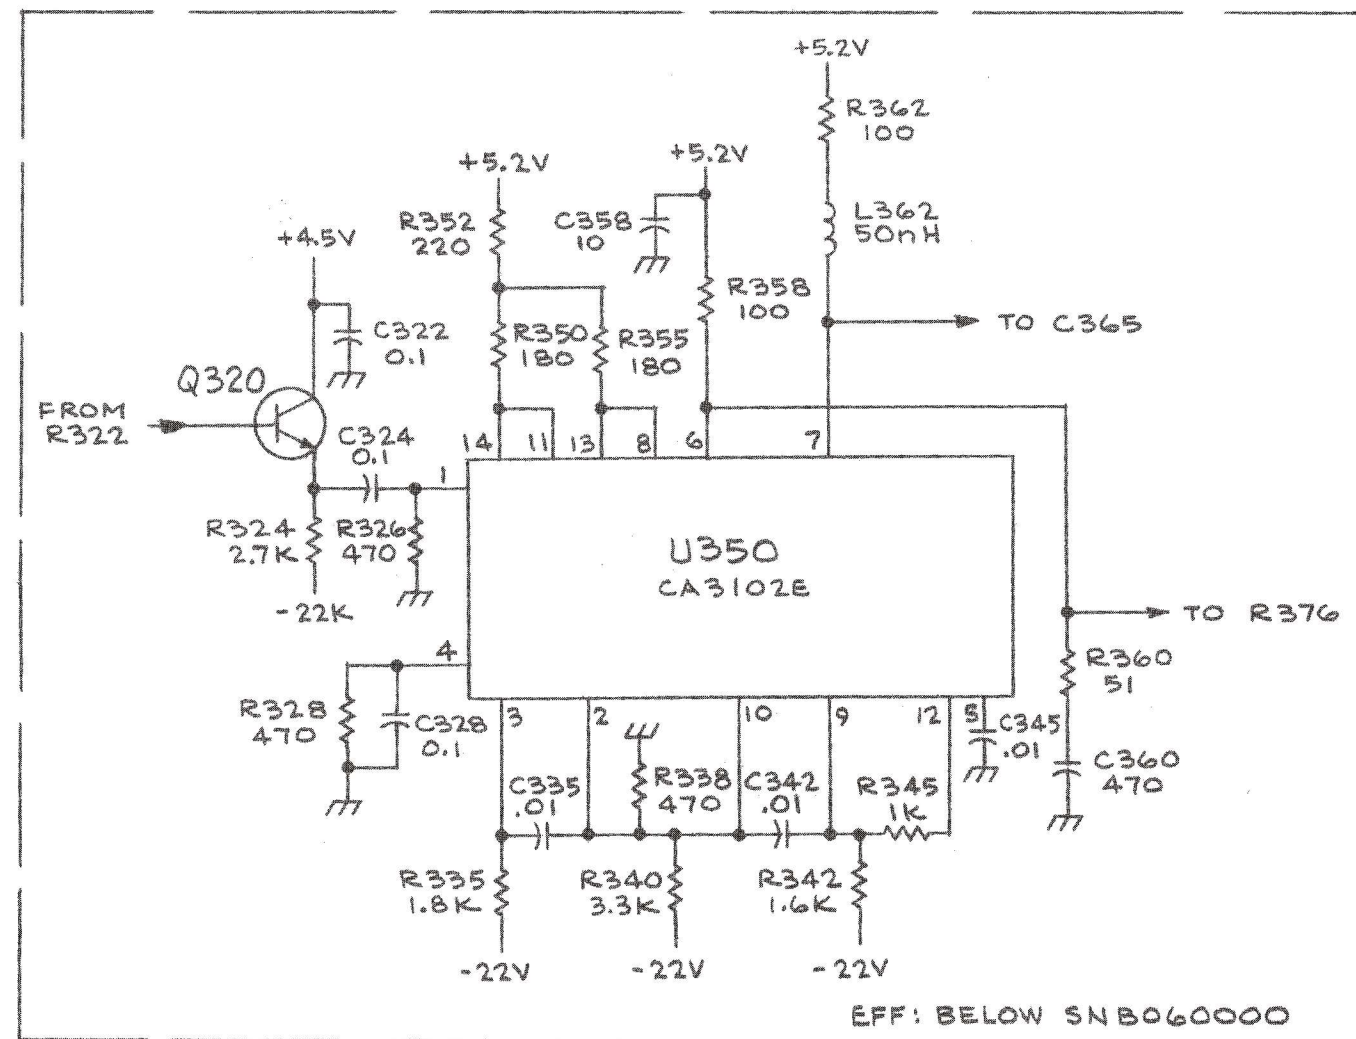 +5.2V
R362
100
+5.2V
+5.2V
R352
220
C358
10
L362
50nH
+4.5V
R358
100
C322
0.1
R350
180
R355
180
TO C365
Q320
FROM
R322
C324
0.1
14
11
13
8
6
7
1
R324
2.7K
R326
470
U350
CA3102E
-22K
TO R376
4
R360
51
R328
470
C328
0.1
3
2
10
9
12
5
C345
.01
C335
.01
R338
470
C342
.01
R345
1K
C360
470
R335
1.8K
R340
3.3K
R342
1.6K
-22V
-22V
-22V
EFF: BELOW SNB060000